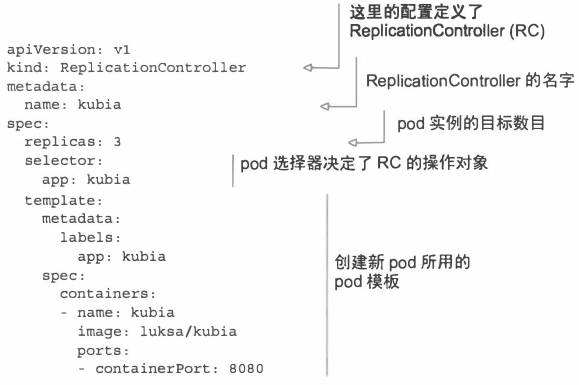 这里的配置定义了
ReplicationController (RC)
apiVersion: v1
kind: ReplicationController
metadata:
ReplicationController 的名字
name: kubia
spec:
pod 实例的目标数目
replicas: 3
selector:
pod 选择器决定了 RC 的操作对象
app: kubia
template:
metadata:
labels:
app: kubia
创建新 pod 所用的
pod 模板
spec:
containers:
- name: kubia
image: luksa/kubia
ports:
- containerPort: 8080